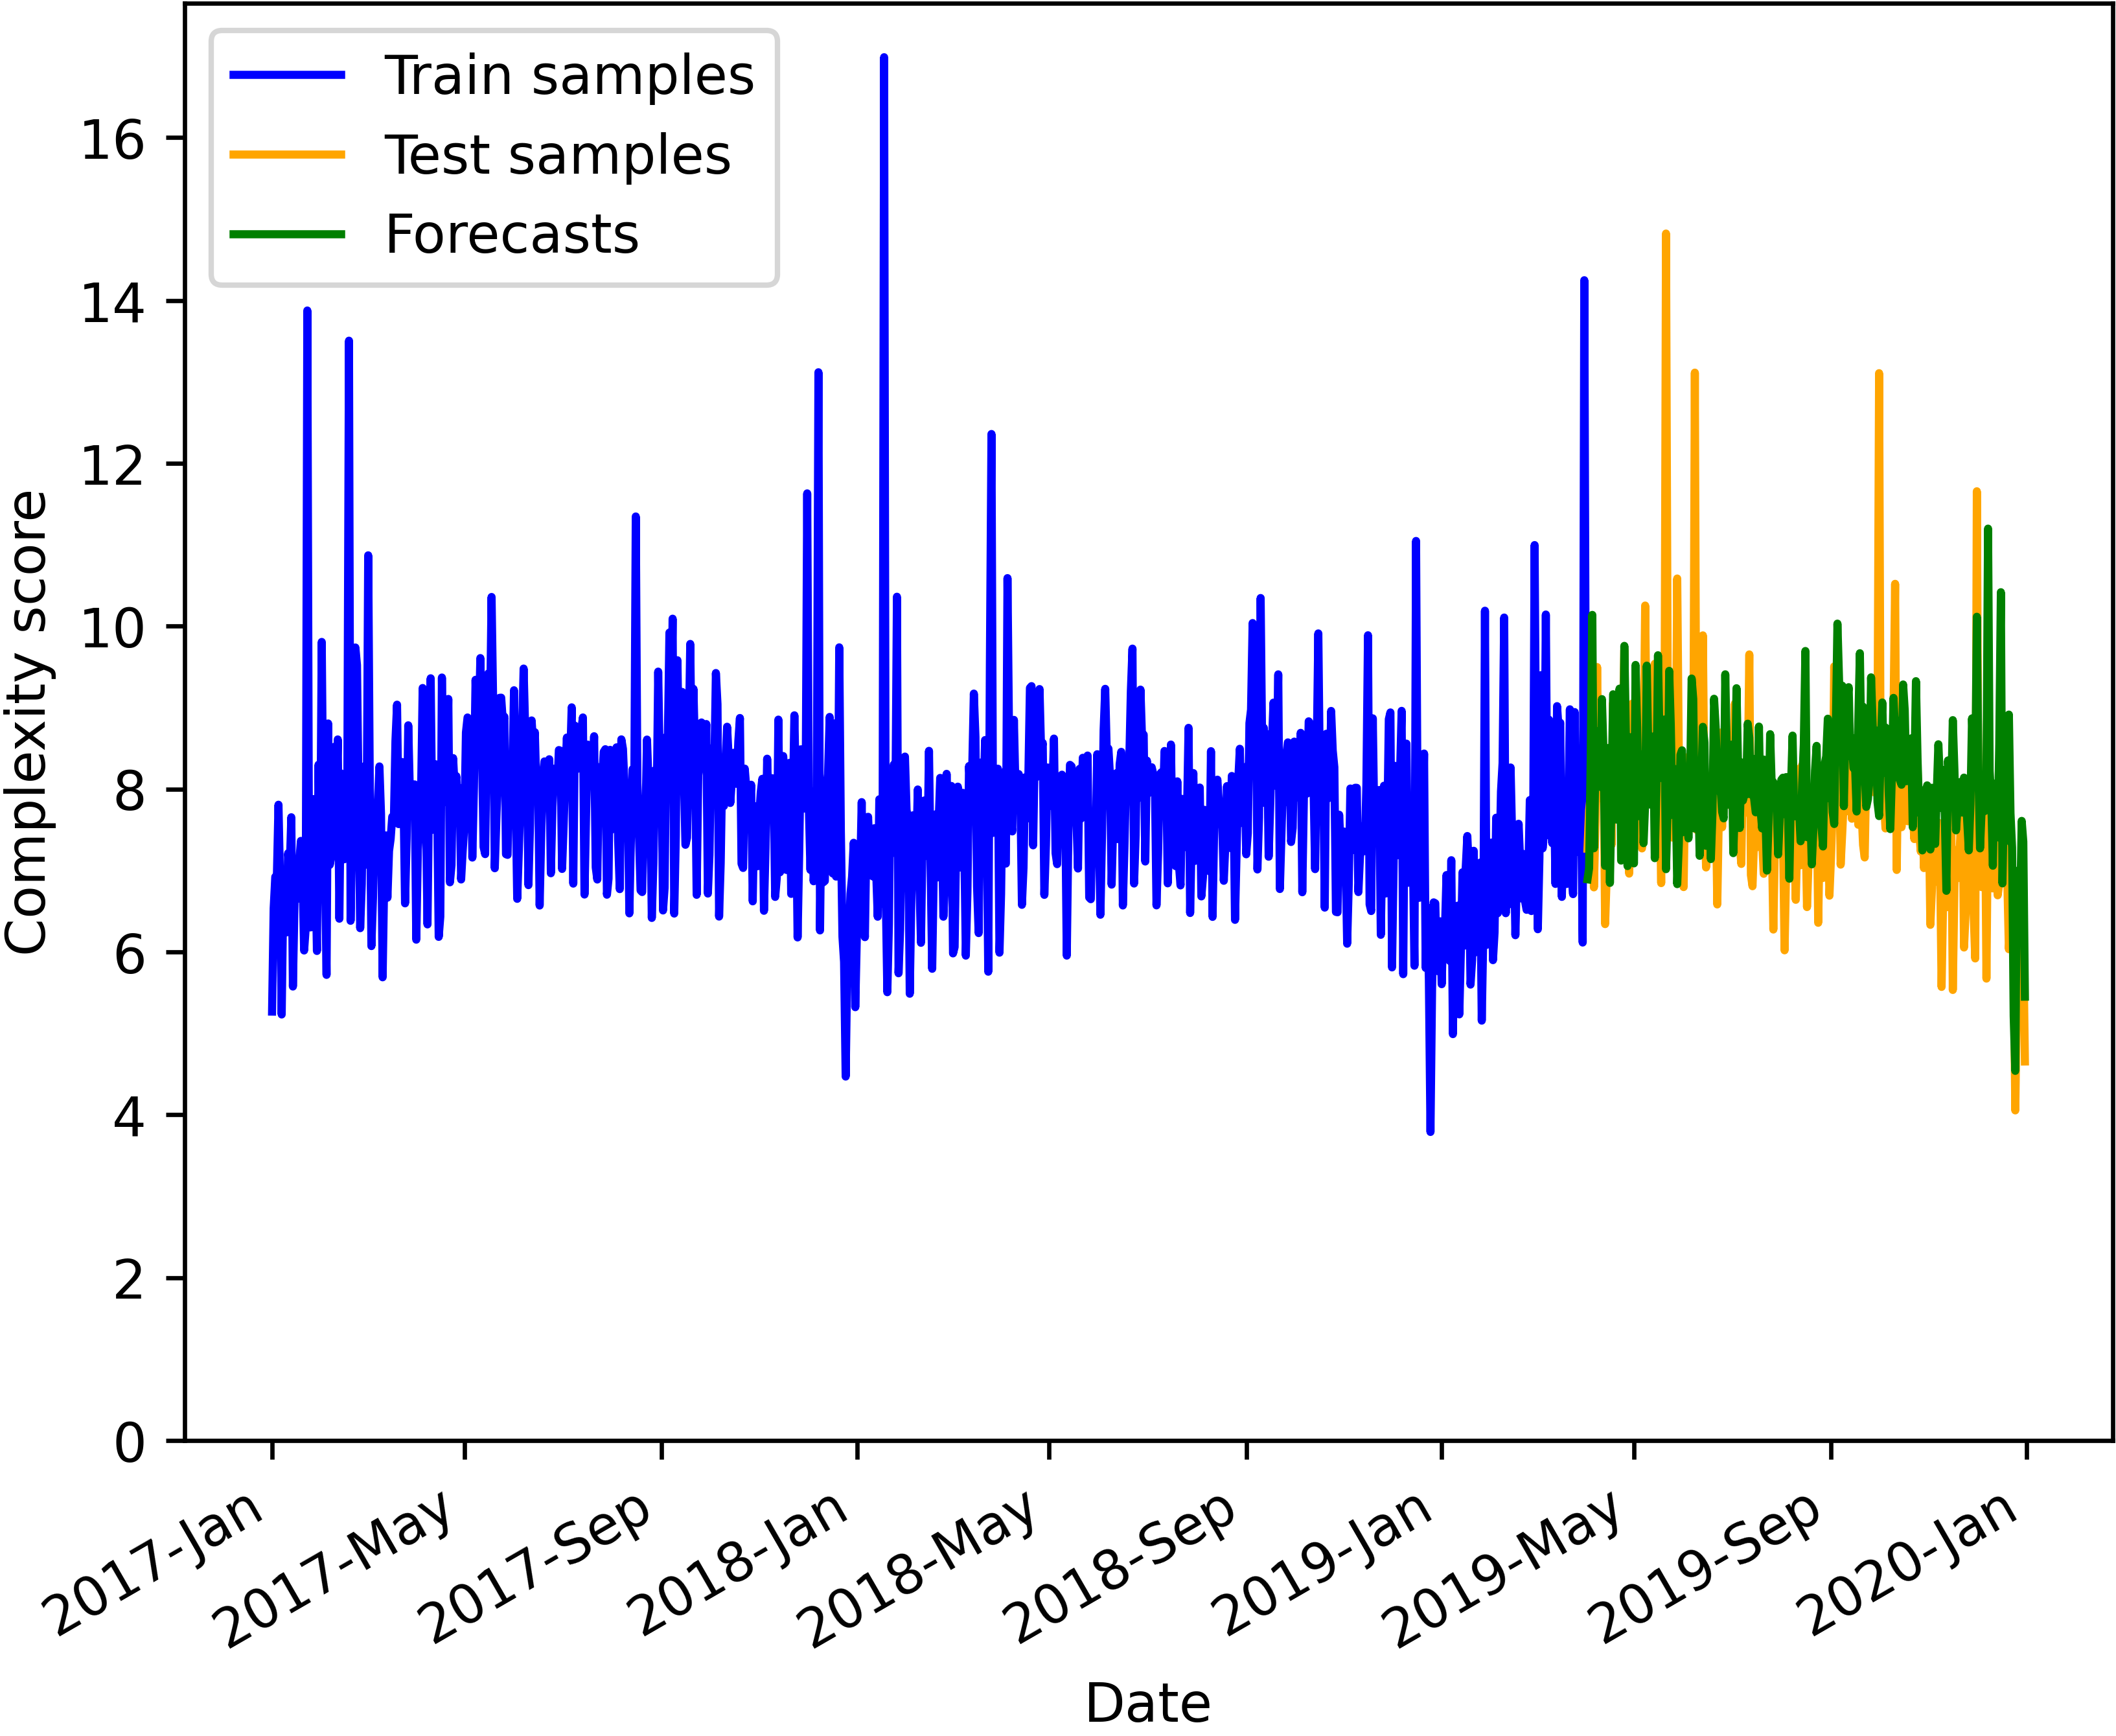 Train samples
Test samples
Forecasts
Complexity score
16
14
12
10
8
6
4
2
0
2017-Jan
2017-May
2017-Sep
2018-Jan
2018-May
2018-Sep
2019-Jan
2019-May
2019-Sep
2020-Jan
Date